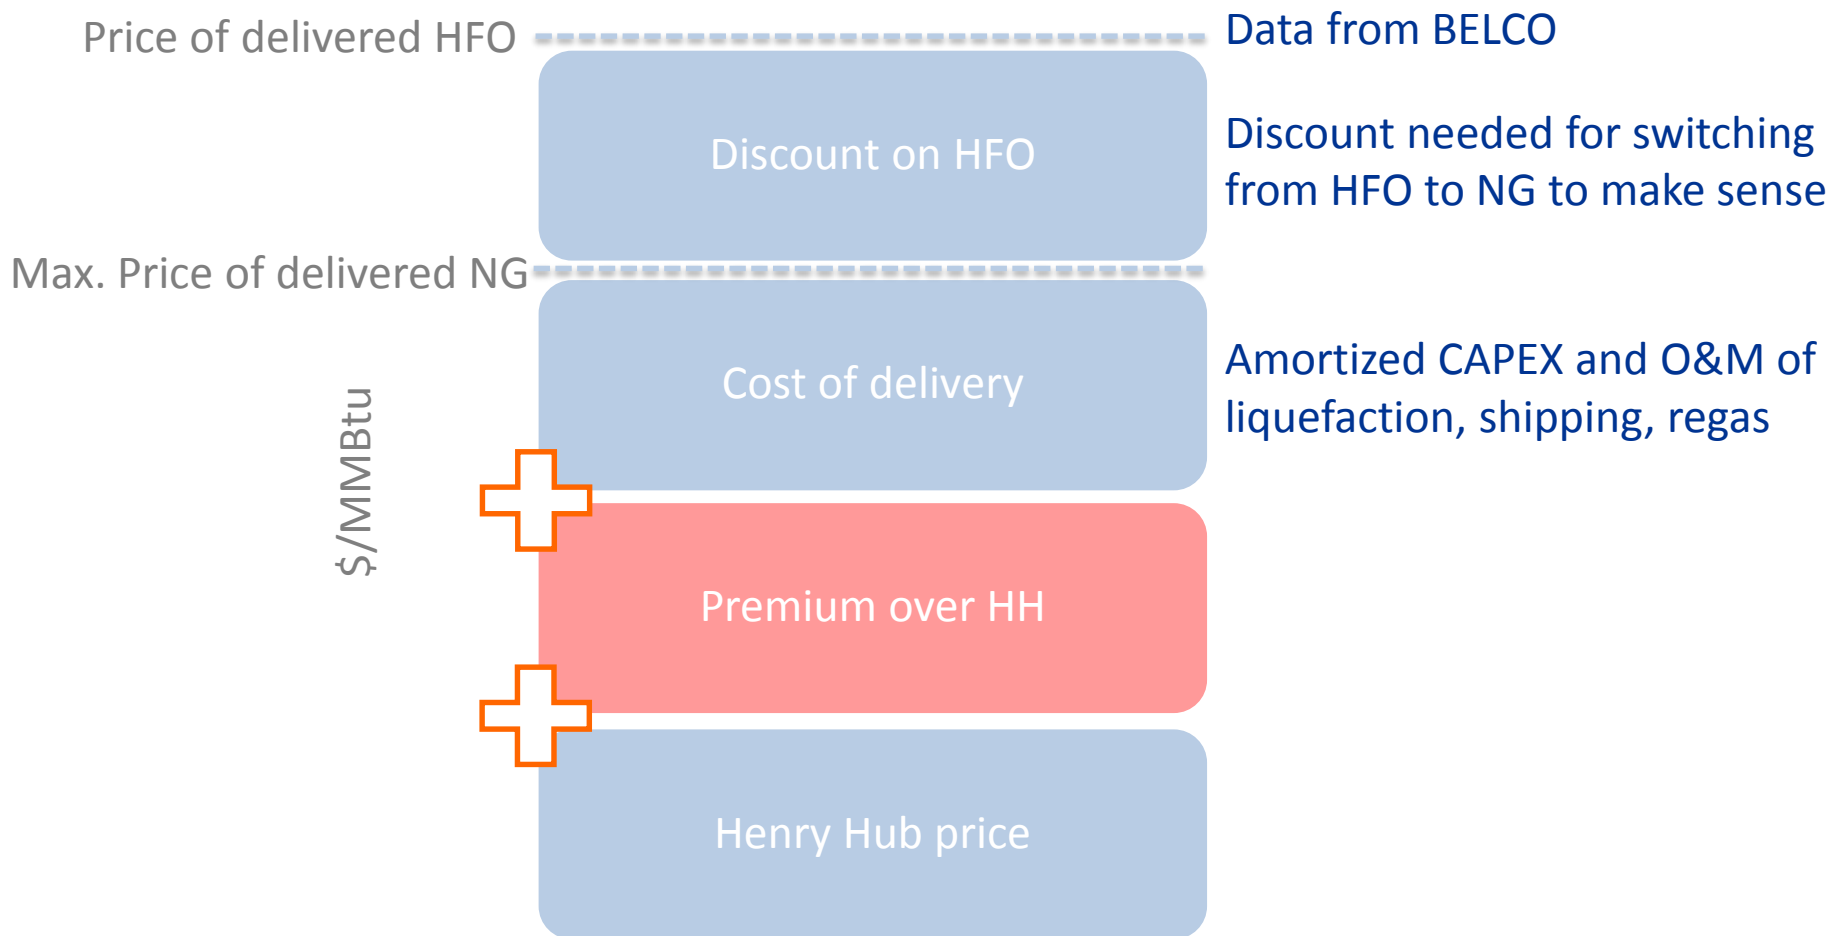 Price of delivered HFO
Data from BELCO
Discount on HFO
Discount needed for switching
from HFO to NG to make sense
Max. Price of delivered NG
Cost of delivery
Amortized CAPEX and O&M of
liquefaction, shipping, regas
$/MMBtu
Premium over HH
Henry Hub price